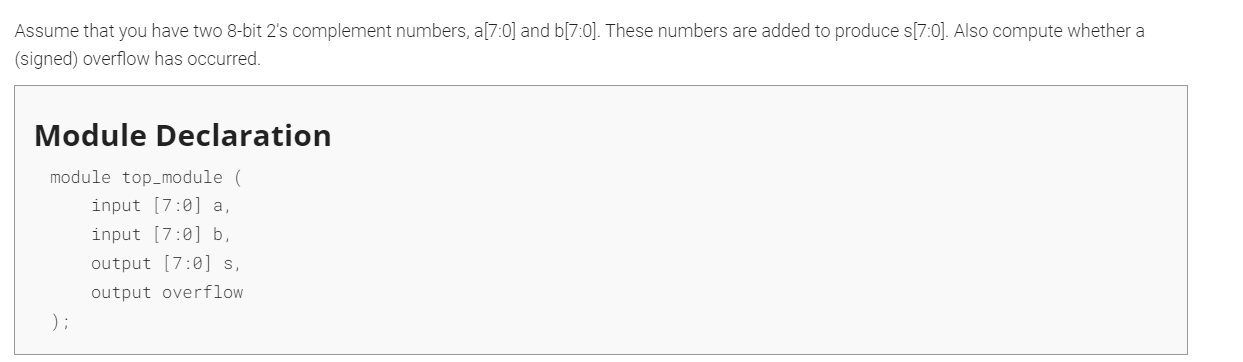 Assume that you have two 8-bit 2's complement numbers, a[7:0] and b[7:0]. These numbers are added to produce s[7:0]. Also compute whether a
(signed) overflow has occurred.
Module Declaration
module top_module (
    input [7:0] a,
    input [7:0] b,
    output [7:0] s,
    output overflow
);